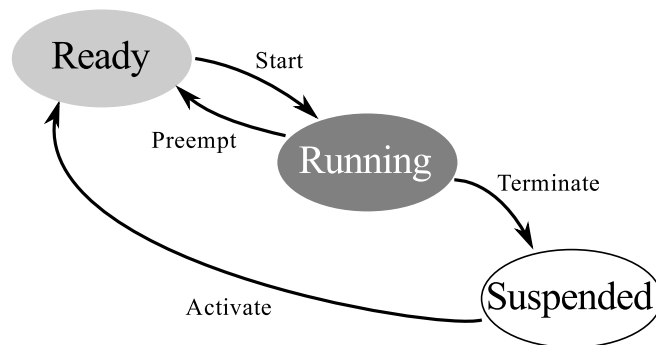 Ready
Start
Preempt
Running
Terminate
Suspended
Activate